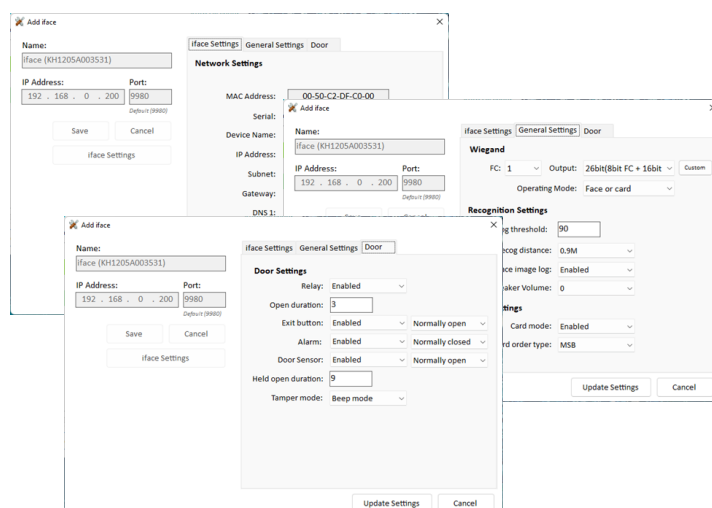 Add iface
Name:
iface (KH1205A003531)
IP Address: Port:
192 . 168 . 0 . 200 9980
Default (9980)
Save Cancel
iface Settings
iface Settings General Settings Door
Network Settings
MAC Address: 00-50-C2-DF-C0-00
Serial:
Device Name:
IP Address:
Subnet:
Gateway:
DNS 1:
Add iface
Name:
iface (KH1205A003531)
IP Address: Port:
192 . 168 . 0 . 200 9980
Default (9980)
iface Settings General Settings Door
Wiegand
FC: 1 Output: 26bit(8bit FC + 16bit Custom
Operating Mode: Face or card
Recognition Settings
threshold: 90
distance: 0.9M
image log: Enabled
Volume: 0
Card mode: Enabled
order type: MSB
Update Settings Cancel
Add iface
Name:
iface (KH1205A003531)
IP Address: Port:
192 . 168 . 0 . 200 9980
Default (9980)
Save Cancel
iface Settings
iface Settings General Settings Door
Door Settings
Relay: Enabled
Open duration: 3
Exit button: Enabled Normally open
Alarm: Enabled Normally closed
Door Sensor: Enabled Normally open
Held open duration: 9
Tamper mode: Beep mode
Update Settings Cancel